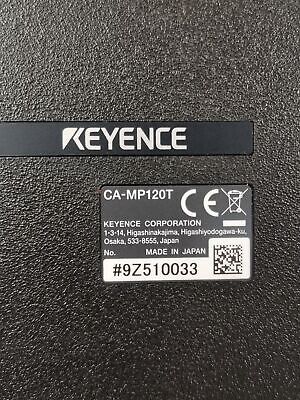 KEYENCE
CA-MP120T
CE
KEYENCE CORPORATION
1-3-14, Higashinakajima, Higashiyodogawa-ku,
Osaka, 533-8555, Japan
No. MADE IN JAPAN
#9Z510033